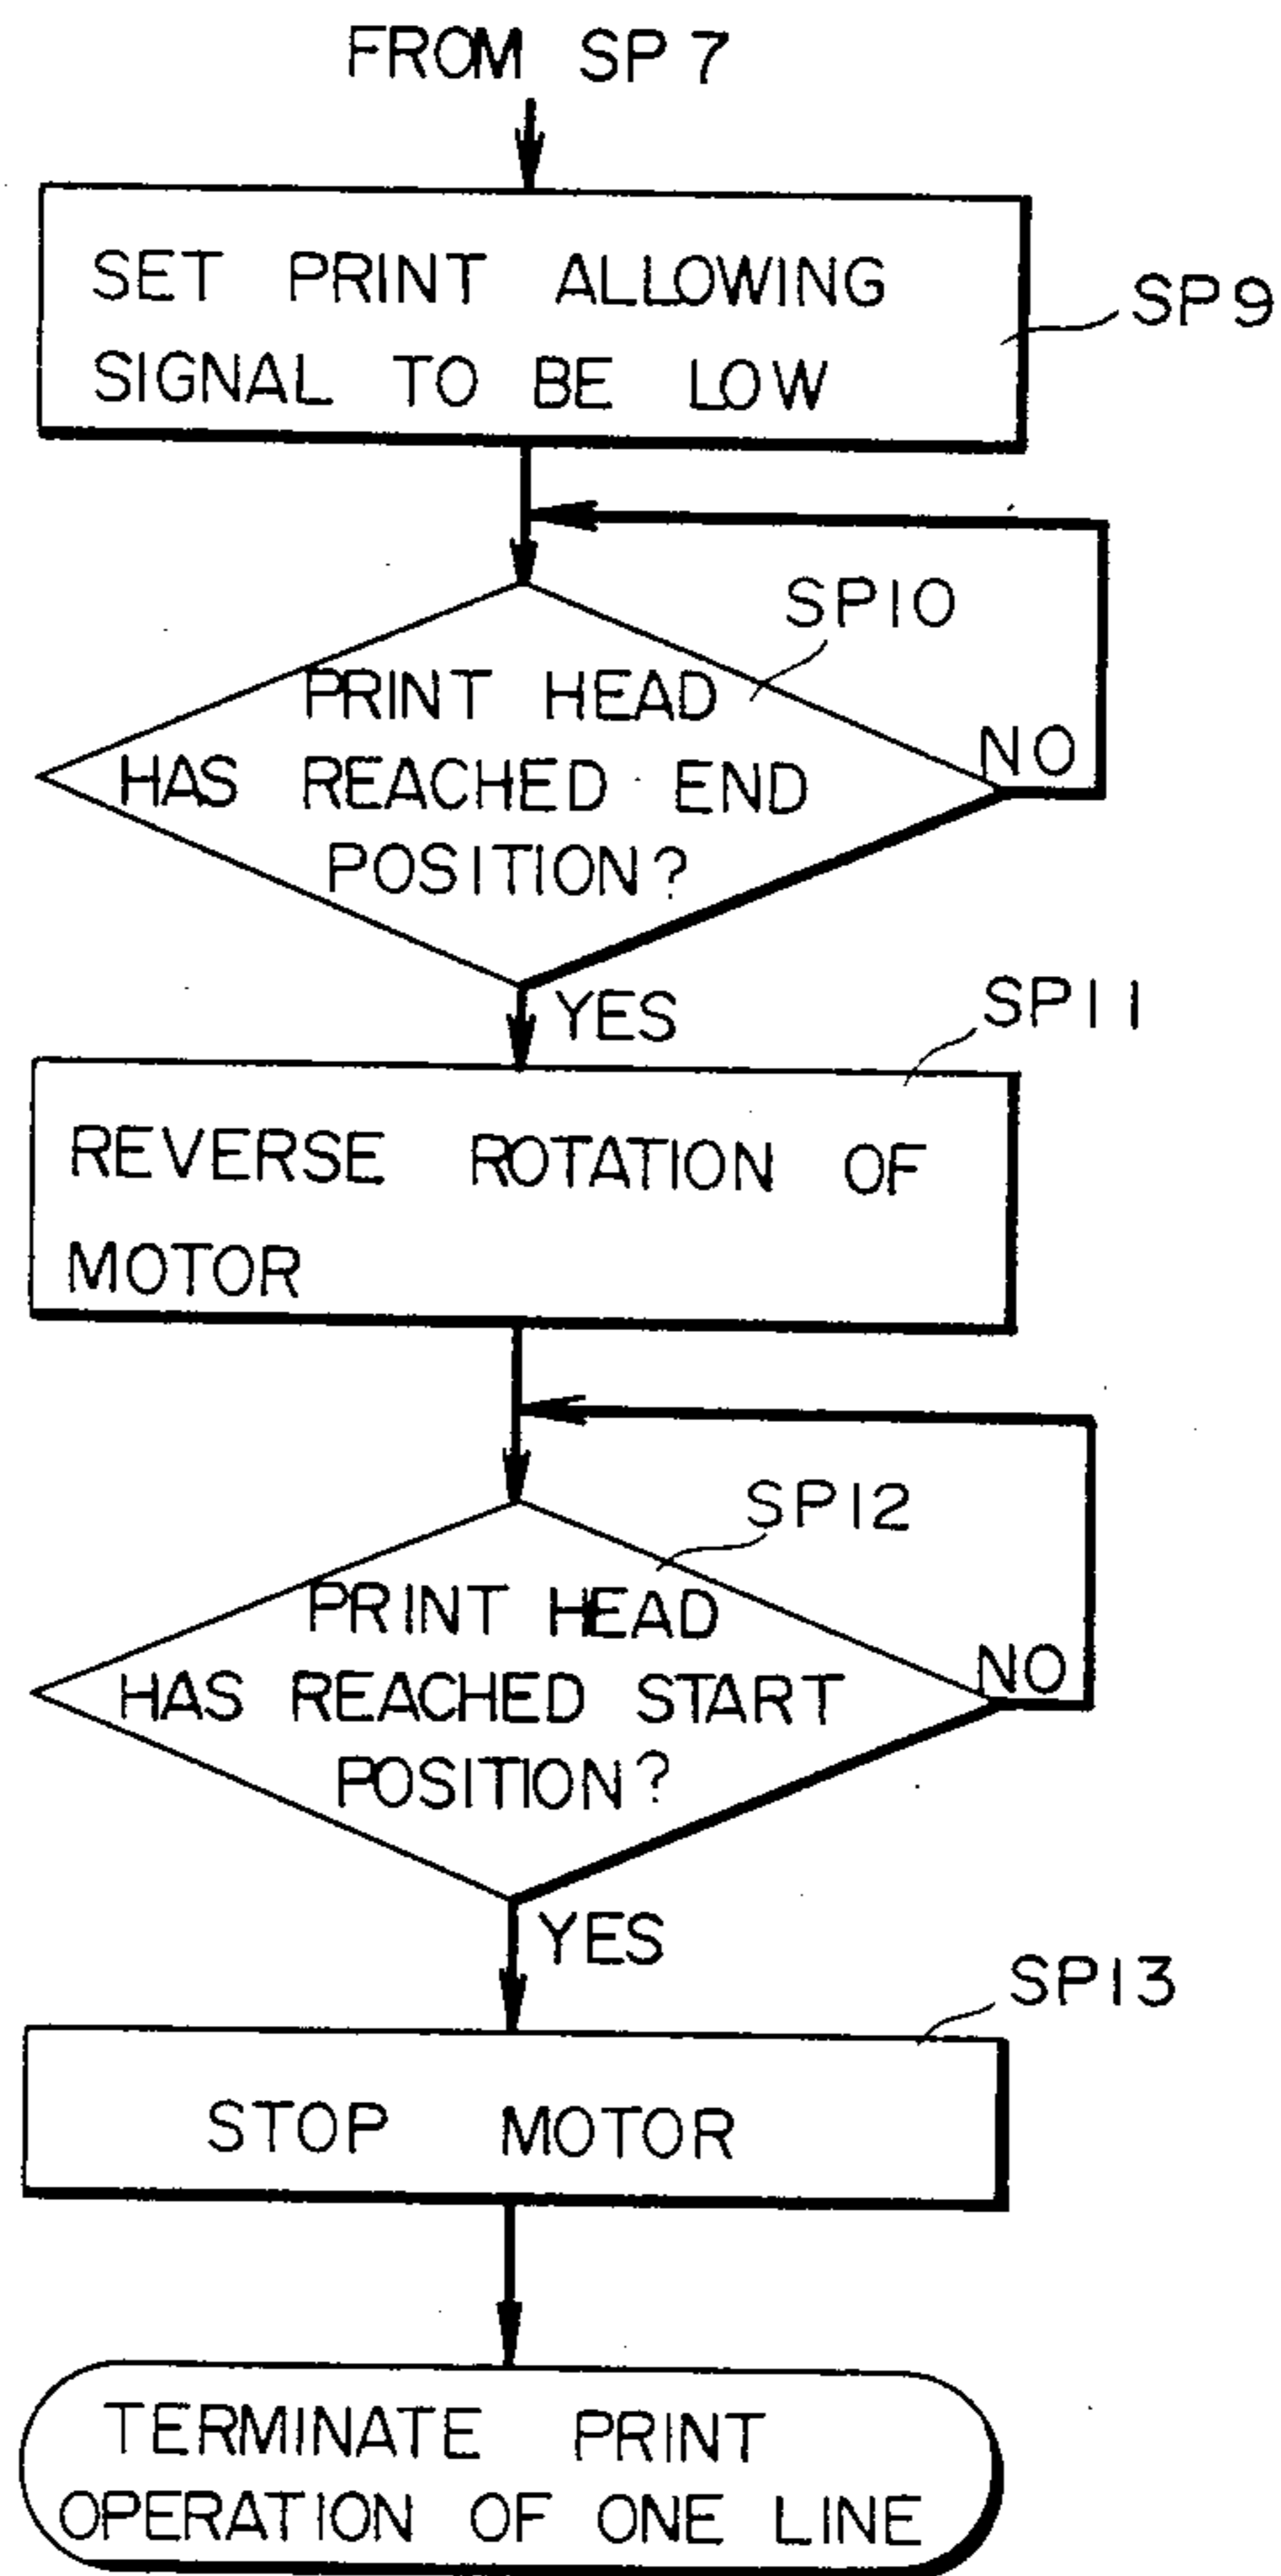 FROM SP 7
SET PRINT ALLOWING
SIGNAL TO BE LOW
SP9
SP10
PRINT HEAD
HAS REACHED END
POSITION?
NO
YES
SP11
REVERSE ROTATION OF
MOTOR
SP12
PRINT HEAD
HAS REACHED START
POSITION?
NO
YES
SP13
STOP MOTOR
TERMINATE PRINT
OPERATION OF ONE LINE